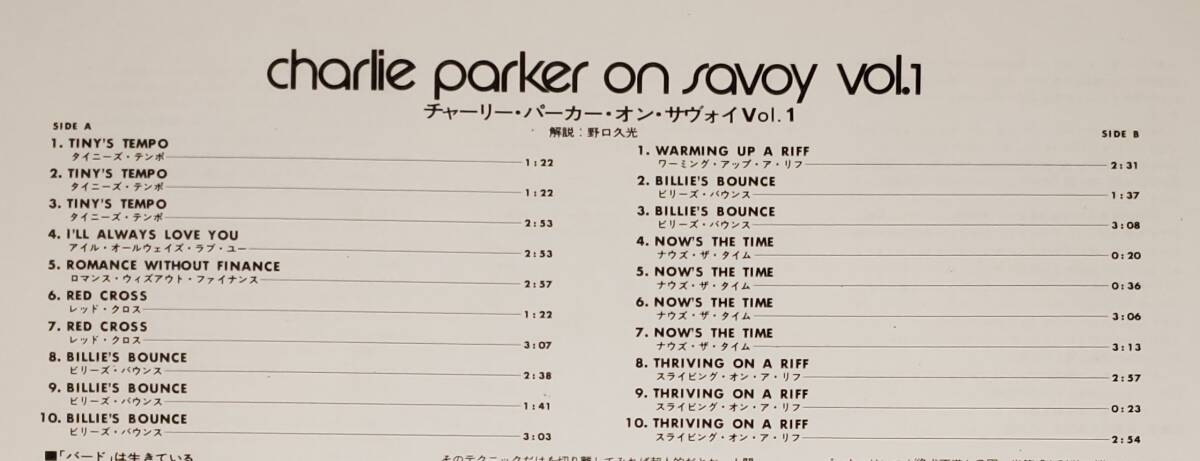 charlie parker on savoy vol.1
チャーリー・パーカー・オン・サヴォイVol.1
解説：野口久光
SIDE A
1. TINY'S TEMPO
タイニーズ・テンポ 1:22
2. TINY'S TEMPO
タイニーズ・テンポ 1:22
3. TINY'S TEMPO
タイニーズ・テンポ 2:53
4. I'LL ALWAYS LOVE YOU
アイル・オールウェイズ・ラブ・ユー 2:53
5. ROMANCE WITHOUT FINANCE
ロマンス・ウィズアウト・ファイナンス 2:57
6. RED CROSS
レッド・クロス 1:22
7. RED CROSS
レッド・クロス 3:07
8. BILLIE'S BOUNCE
ビリーズ・バウンス 2:38
9. BILLIE'S BOUNCE
ビリーズ・バウンス 1:41
10. BILLIE'S BOUNCE
ビリーズ・バウンス 3:03
SIDE B
1. WARMING UP A RIFF
ワーミング・アップ・ア・リフ 2:31
2. BILLIE'S BOUNCE
ビリーズ・バウンス 1:37
3. BILLIE'S BOUNCE
ビリーズ・バウンス 3:08
4. NOW'S THE TIME
ナウズ・ザ・タイム 0:20
5. NOW'S THE TIME
ナウズ・ザ・タイム 0:36
6. NOW'S THE TIME
ナウズ・ザ・タイム 3:06
7. NOW'S THE TIME
ナウズ・ザ・タイム 3:13
8. THRIVING ON A RIFF
スライビング・オン・ア・リフ 2:57
9. THRIVING ON A RIFF
スライビング・オン・ア・リフ 0:23
10. THRIVING ON A RIFF
スライビング・オン・ア・リフ 2:54
■「バード」は生きている